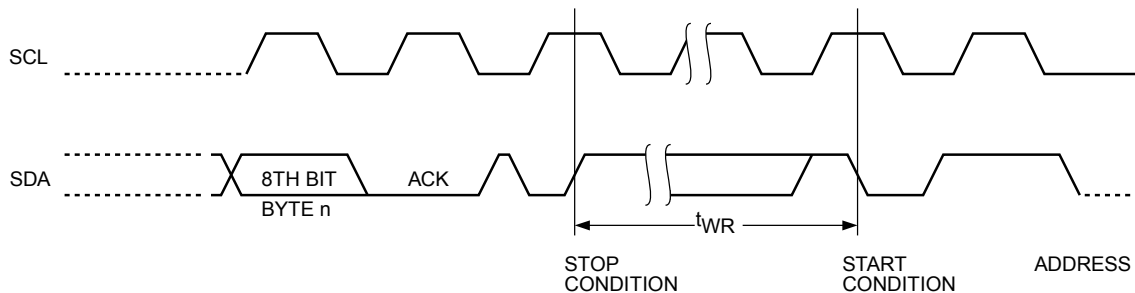 SCL
SDA
8TH BIT
ACK
BYTE n
tWR
STOP
CONDITION
START
CONDITION
ADDRESS